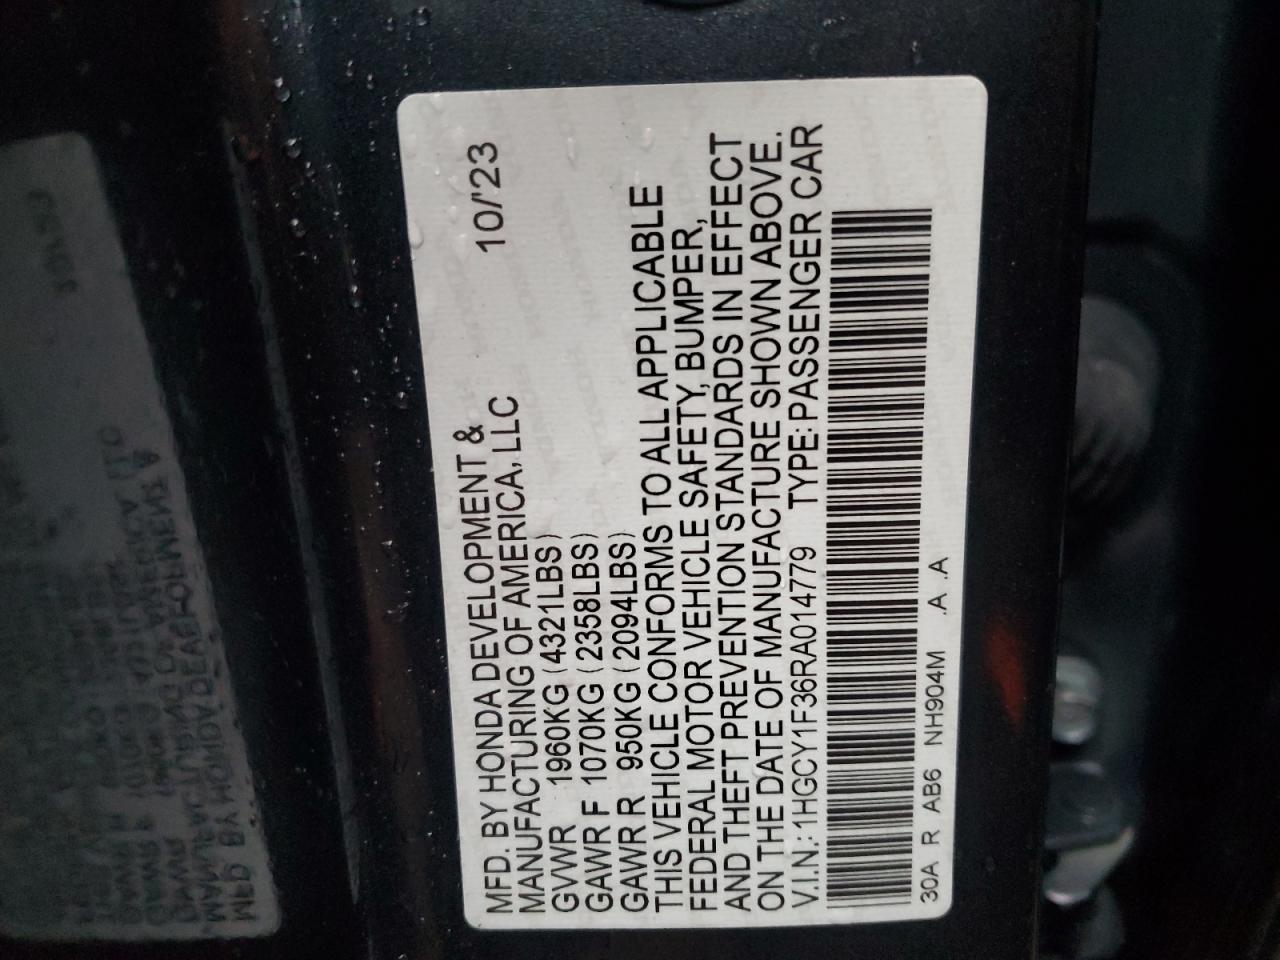 MFD. BY HONDA DEVELOPMENT &
MANUFACTURING OF AMERICA, LLC 10/'23
GVWR 1960KG (4321LBS)
GAWR F 1070KG (2358LBS)
GAWR R 950KG (2094LBS)
THIS VEHICLE CONFORMS TO ALL APPLICABLE
FEDERAL MOTOR VEHICLE SAFETY, BUMPER,
AND THEFT PREVENTION STANDARDS IN EFFECT
ON THE DATE OF MANUFACTURE SHOWN ABOVE.
V.I.N.: 1HGCY1F36RA014779 TYPE: PASSENGER CAR
30A R AB6 NH904M .A .A